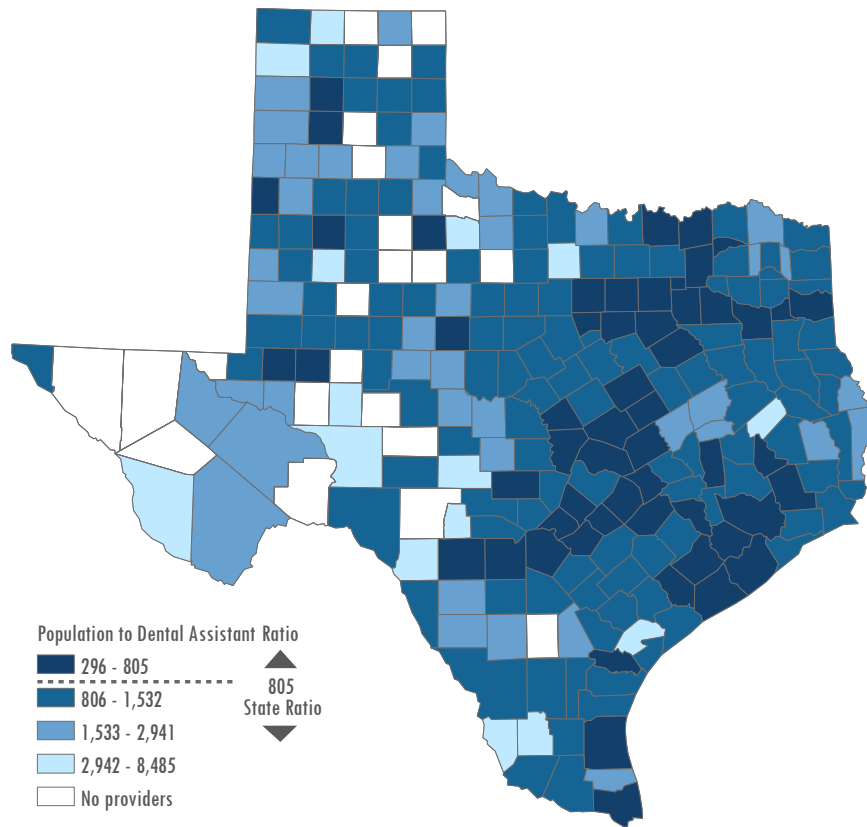 Population to Dental Assistant Ratio
296 - 805
806 - 1,532
805
State Ratio
1,533 - 2,941
2,942 - 8,485
No providers